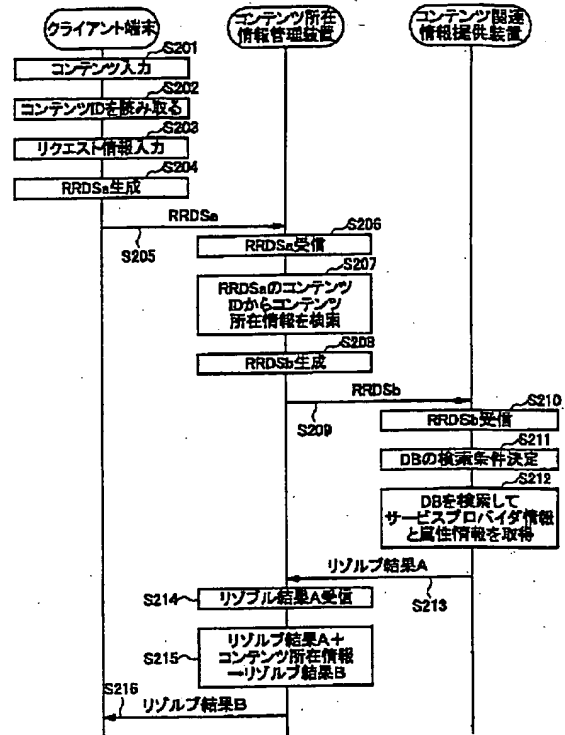 クライアント端末
コンテンツ所在
情報管理装置
コンテンツ関連
情報提供装置
S201
コンテンツ入力
S202
コンテンツIDを読み取る
S203
リクエスト情報入力
S204
RRDSa生成
RRDSa
S205
S206
RRDSa受信
S207
RRDSaのコンテンツ
IDからコンテンツ
所在情報を検索
S208
RRDSb生成
RRDSb
S209
S210
RRDSb受信
S211
DBの検索条件決定
S212
DBを検索して
サービスプロバイダ情報
と属性情報を取得
リゾルブ結果A
S213
S214
リゾブル結果A受信
S215
リゾルブ結果A+
コンテンツ所在情報
→リゾルブ結果B
S216
リゾルブ結果B